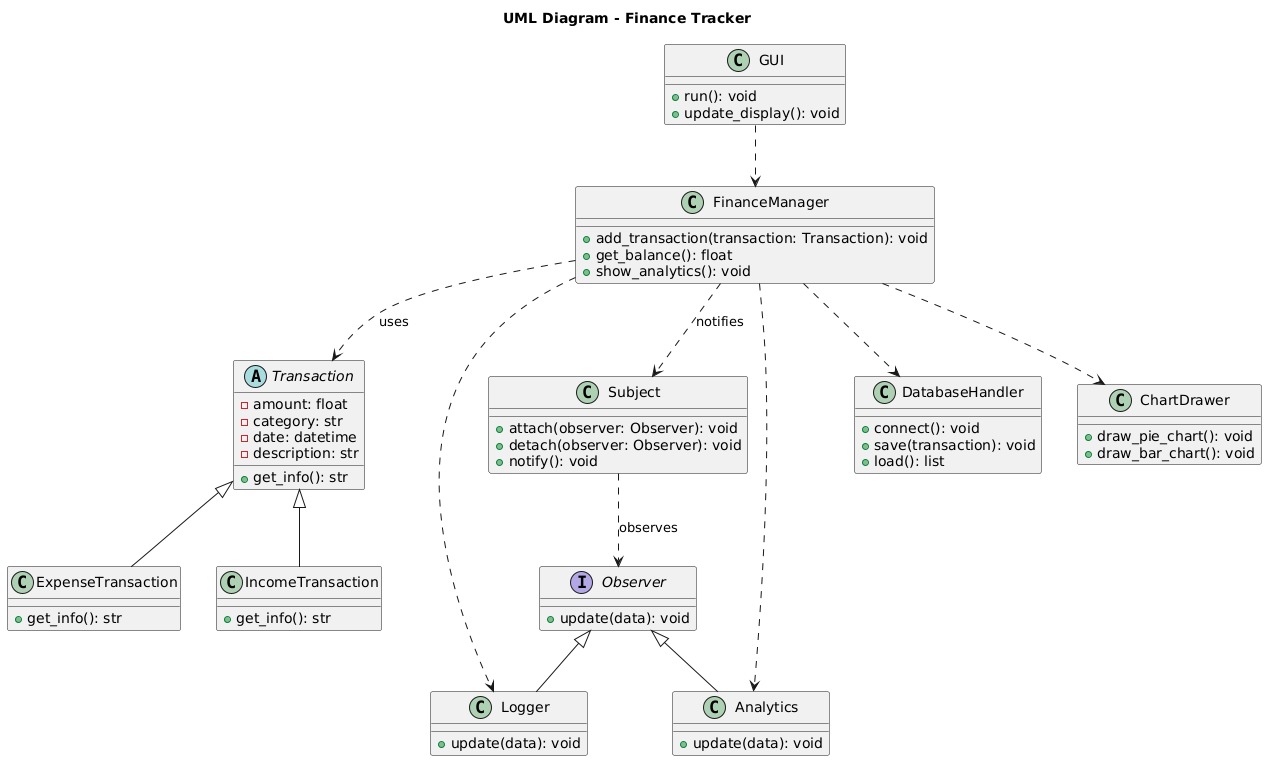 UML Diagram - Finance Tracker
C GUI
run(): void
update_display(): void
C FinanceManager
add_transaction(transaction: Transaction): void
get_balance(): float
show_analytics(): void
uses
notifies
A Transaction
amount: float
category: str
date: datetime
description: str
get_info(): str
C Subject
attach(observer: Observer): void
detach(observer: Observer): void
notify(): void
C DatabaseHandler
connect(): void
save(transaction): void
load(): list
C ChartDrawer
draw_pie_chart(): void
draw_bar_chart(): void
observes
C ExpenseTransaction
get_info(): str
C IncomeTransaction
get_info(): str
I Observer
update(data): void
C Logger
update(data): void
C Analytics
update(data): void